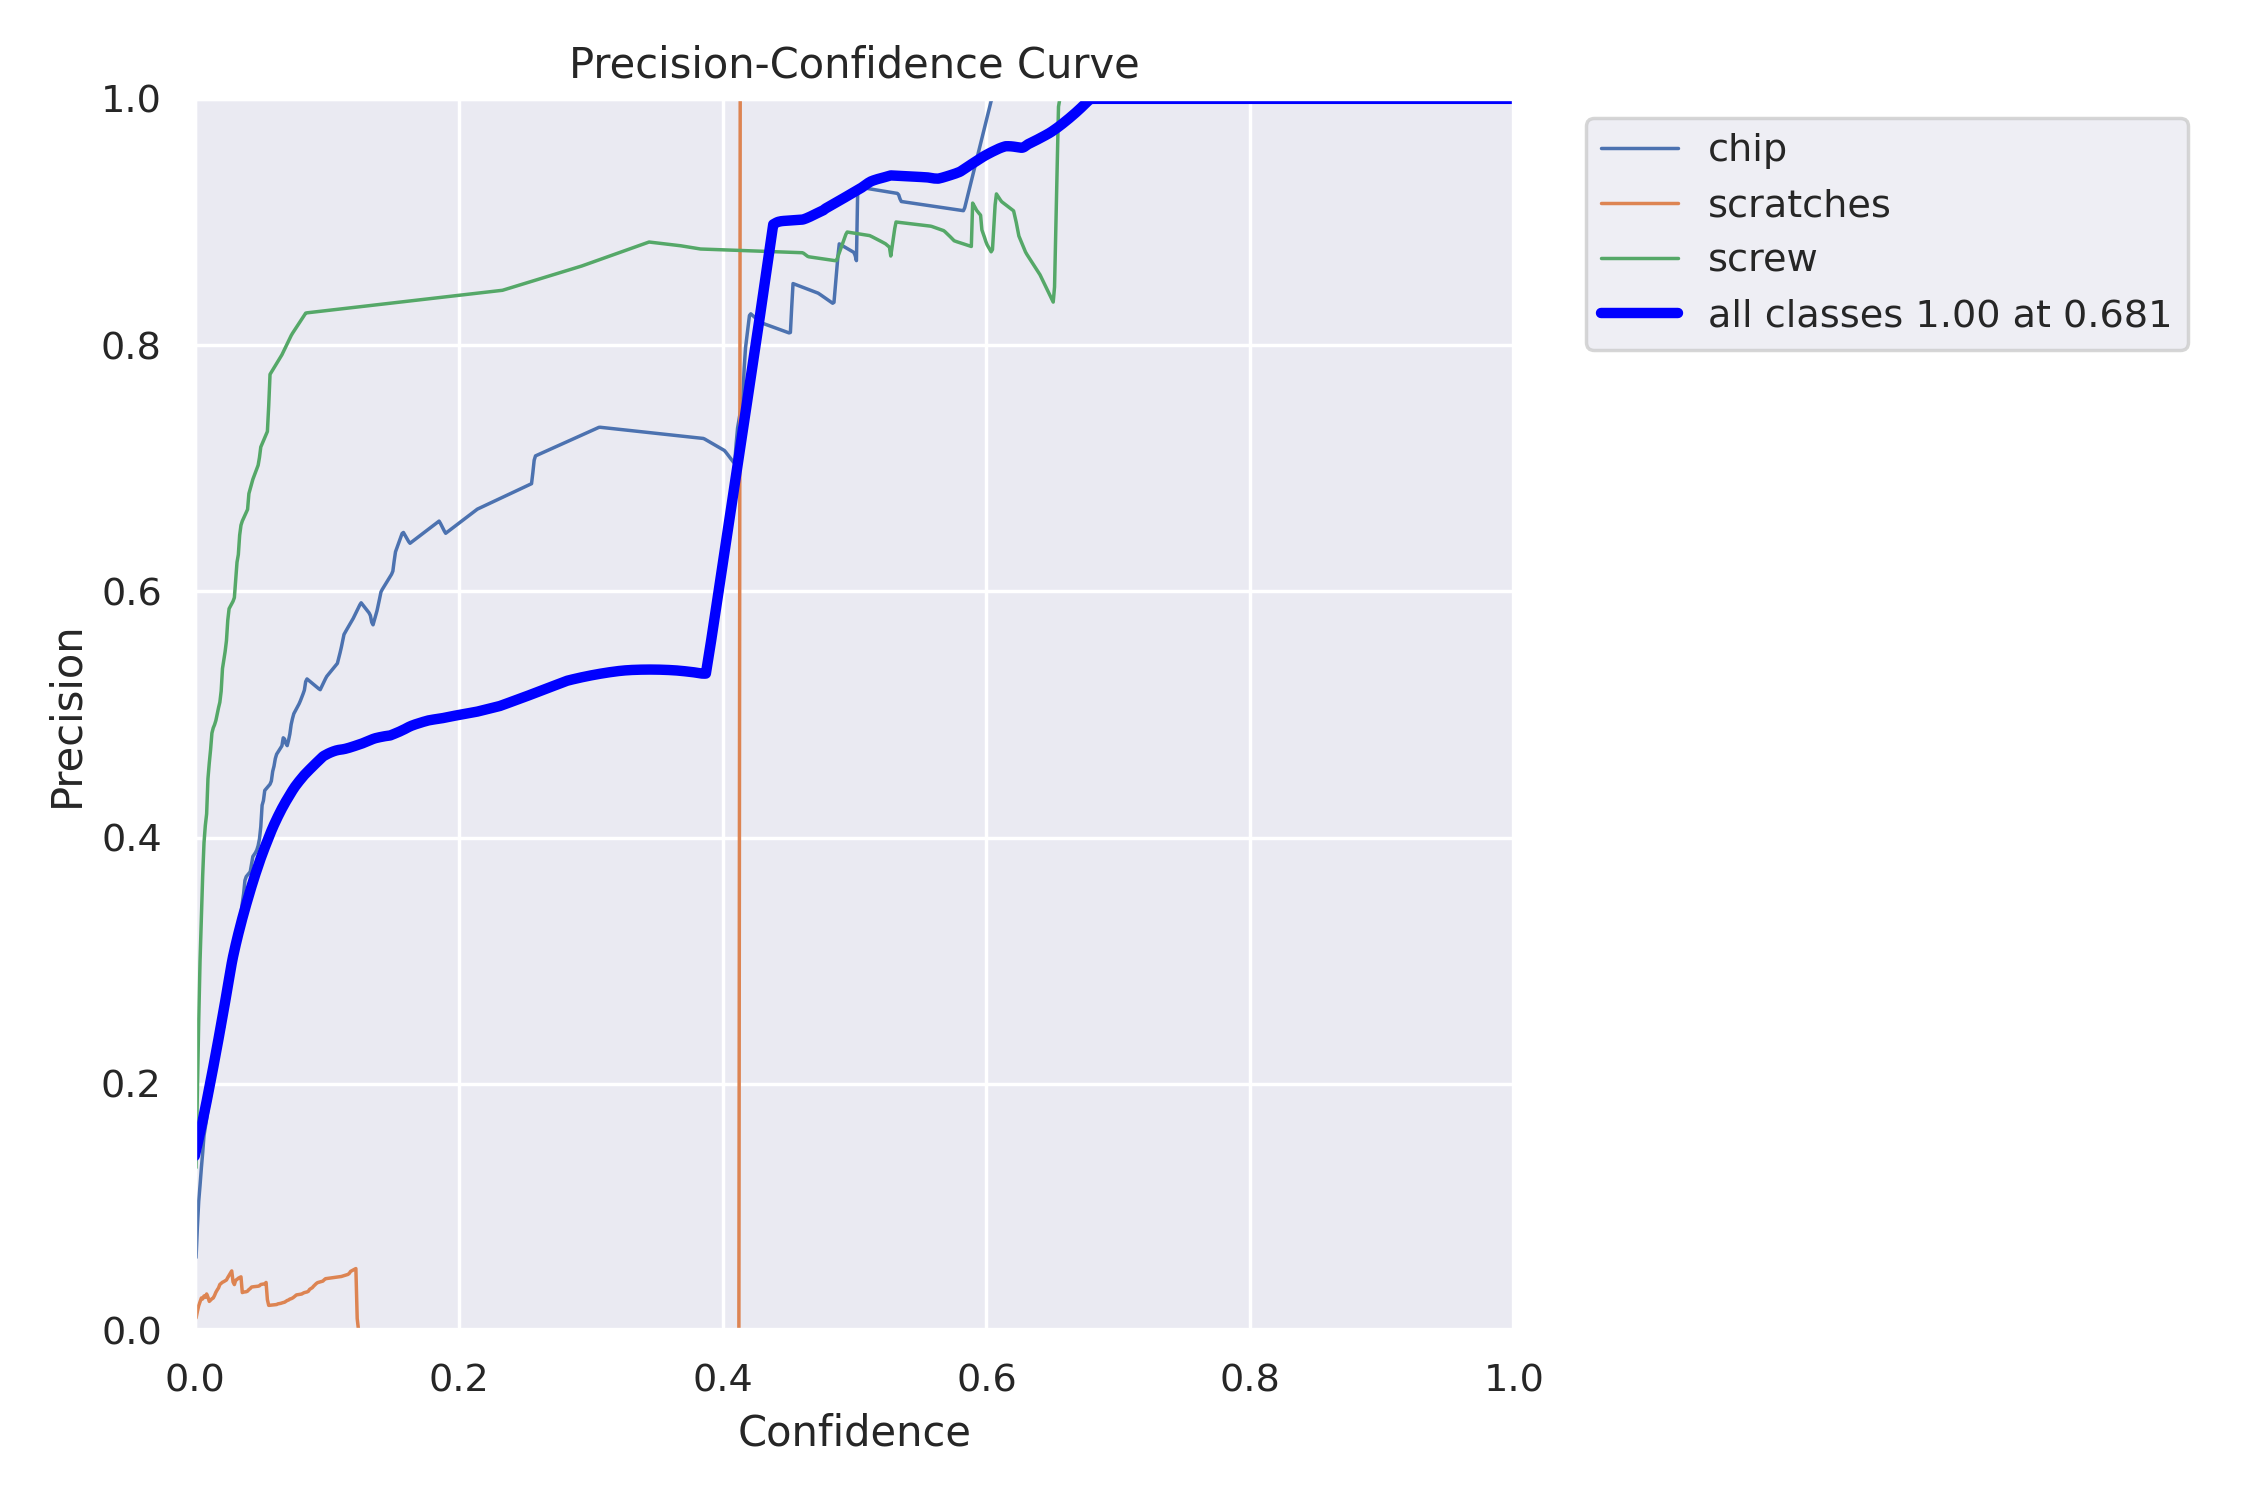 Precision-Confidence Curve
1.0
0.8
0.6
0.4
0.2
0.0
Precision
0.0 0.2 0.4 0.6 0.8 1.0
Confidence
chip
scratches
screw
all classes 1.00 at 0.681